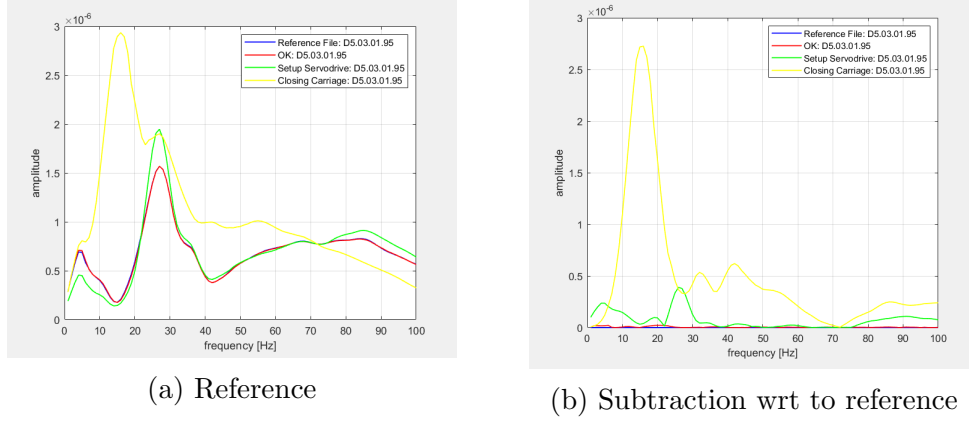 ×10⁻⁶
3
2.5
2
1.5
1
0.5
0
amplitude
0 10 20 30 40 50 60 70 80 90 100
frequency [Hz]
Reference File: D5.03.01.95
OK: D5.03.01.95
Setup Servodrive: D5.03.01.95
Closing Carriage: D5.03.01.95
(a) Reference
×10⁻⁶
3
2.5
2
1.5
1
0.5
0
amplitude
0 10 20 30 40 50 60 70 80 90 100
frequency [Hz]
Reference File: D5.03.01.95
OK: D5.03.01.95
Setup Servodrive: D5.03.01.95
Closing Carriage: D5.03.01.95
(b) Subtraction wrt to reference